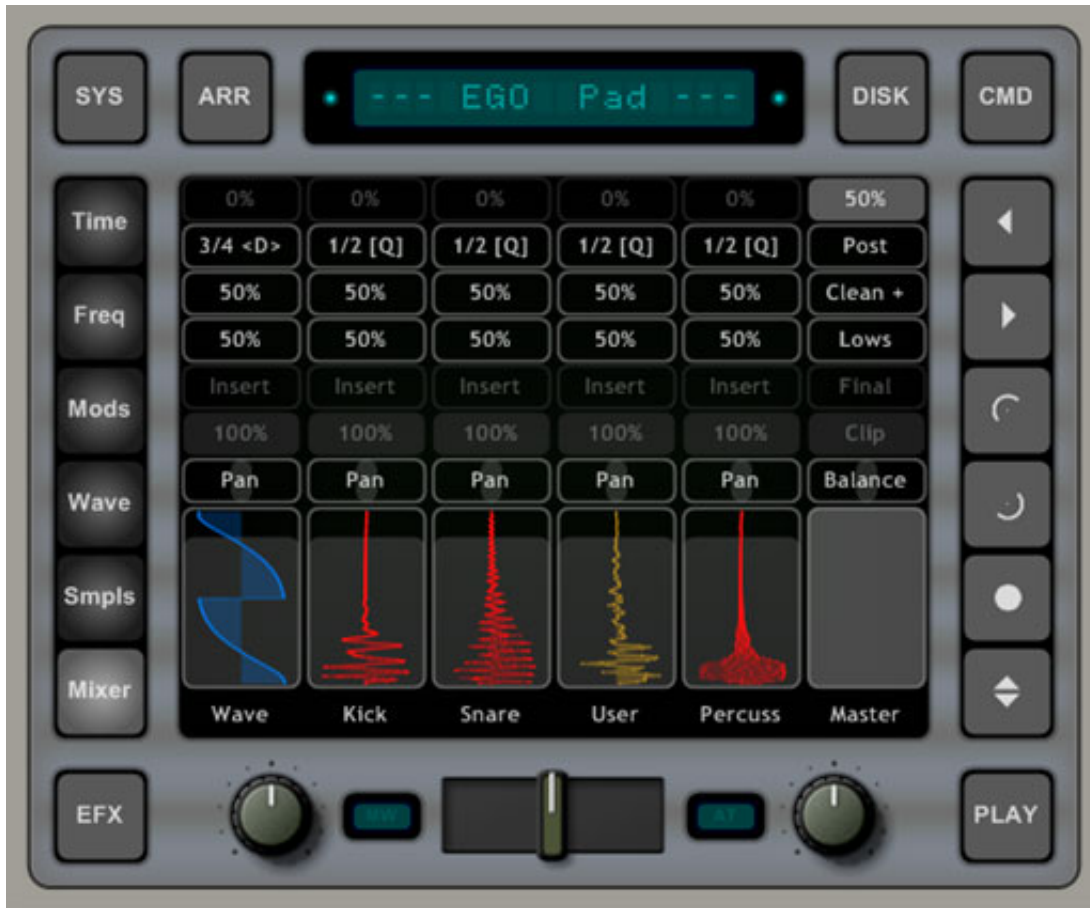 SYS ARR --- EGO Pad --- DISK CMD
Time 0% 0% 0% 0% 0% 50%
3/4 <D> 1/2 [Q] 1/2 [Q] 1/2 [Q] 1/2 [Q] Post
Freq 50% 50% 50% 50% 50% Clean +
50% 50% 50% 50% 50% Lows
Mods Insert Insert Insert Insert Insert Final
100% 100% 100% 100% 100% Clip
Wave Pan Pan Pan Pan Pan Balance
Smpls
Mixer Wave Kick Snare User Percuss Master
EFX MW AT PLAY